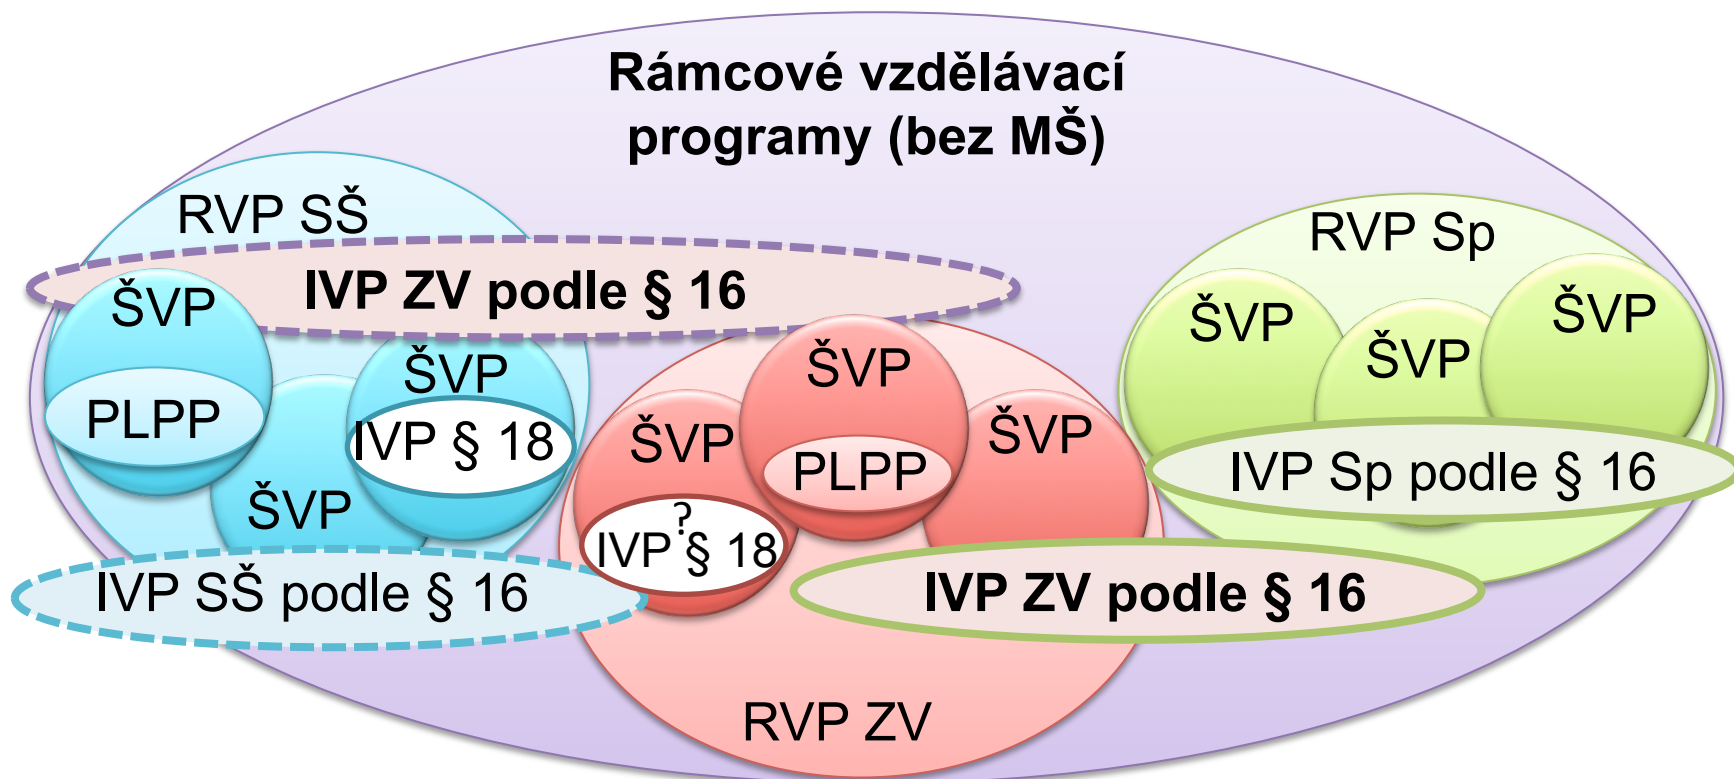 Rámcové vzdělávací
programy (bez MŠ)
RVP SŠ
IVP ZV podle § 16
ŠVP
PLPP
ŠVP
IVP § 18
ŠVP
IVP SŠ podle § 16
ŠVP
?
IVP § 18
ŠVP
PLPP
ŠVP
IVP ZV podle § 16
RVP ZV
RVP Sp
ŠVP
ŠVP
ŠVP
IVP Sp podle § 16